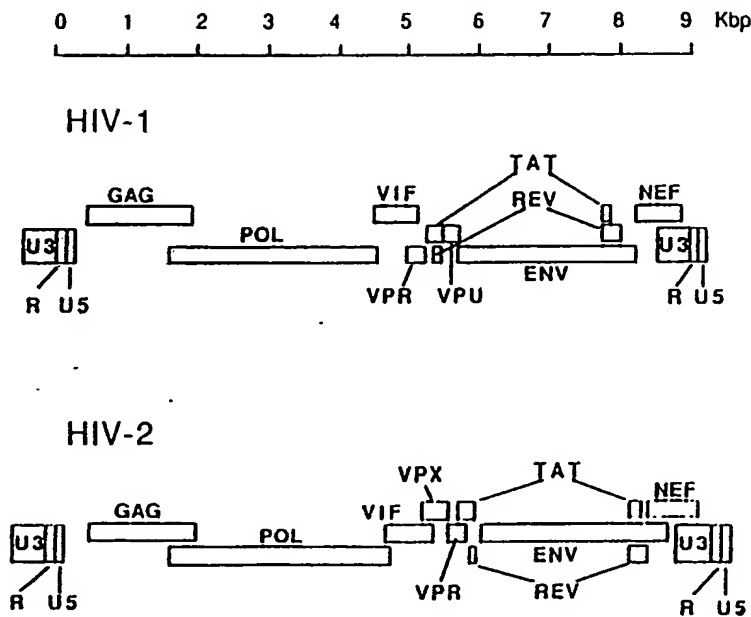 0 1 2 3 4 5 6 7 8 9 Kbp
HIV-1
TAT
GAG VIF REV NEF
U3 POL U3
ENV
R U5 VPR VPU R U5
HIV-2
VPX TAT NEF
GAG VIF
U3 POL ENV U3
R U5 VPR REV R U5